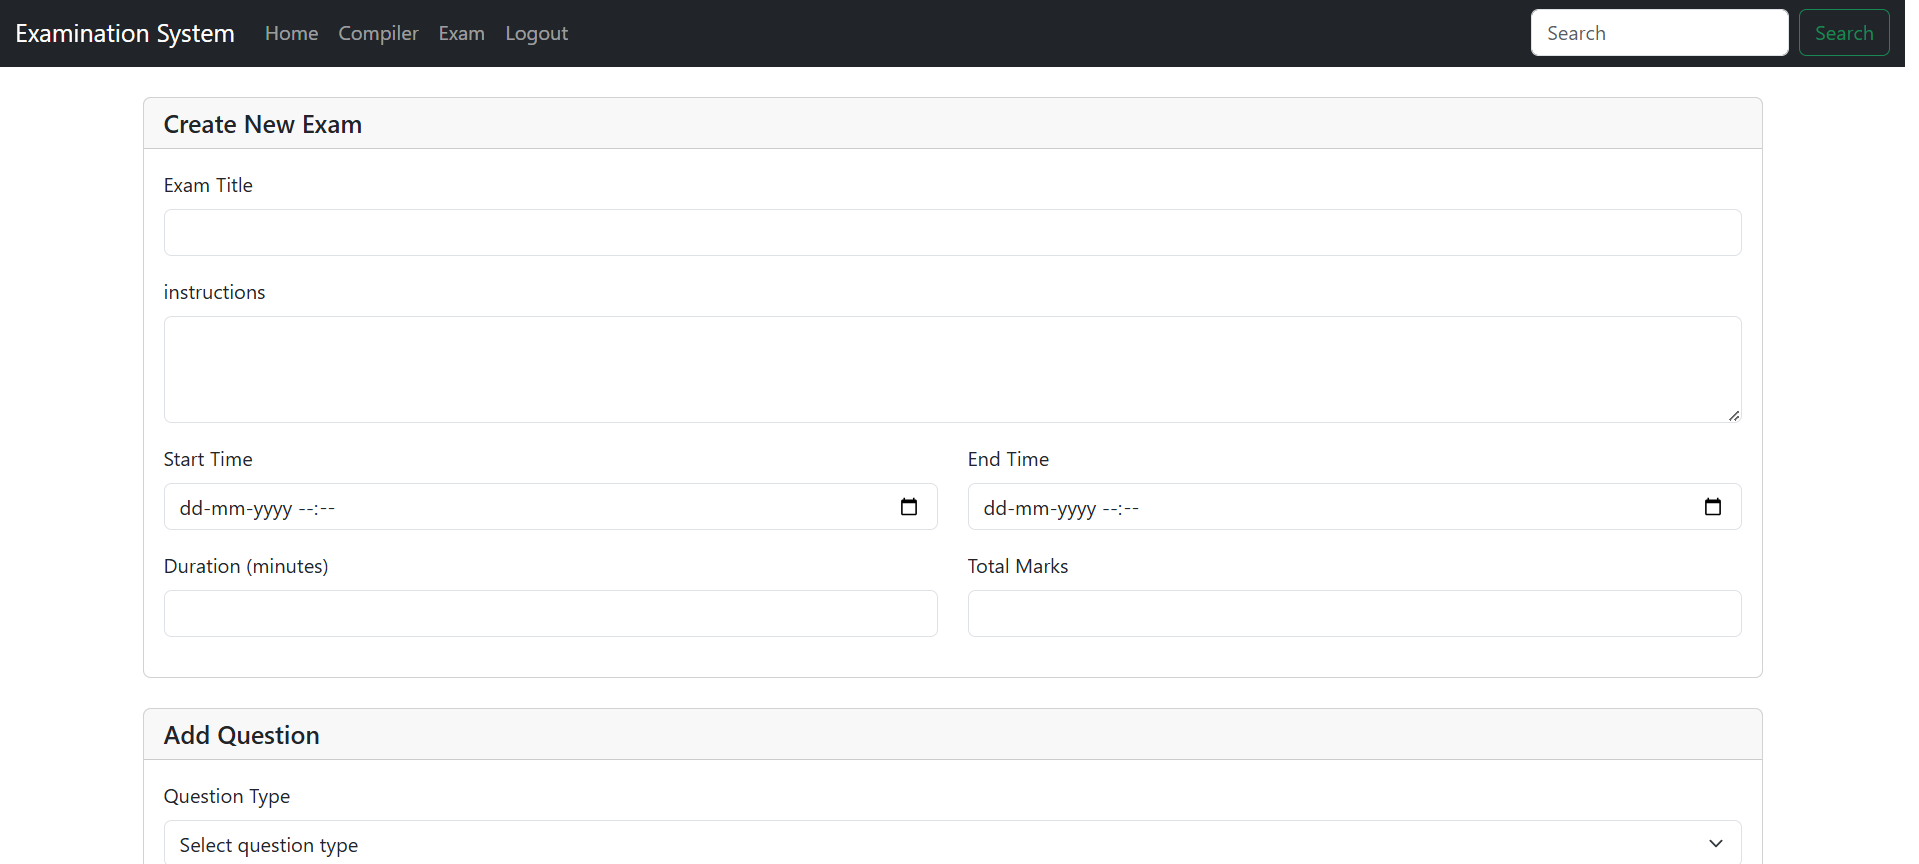 Examination System Home Compiler Exam Logout Search Search
Create New Exam
Exam Title
instructions
Start Time End Time
dd-mm-yyyy --:-- dd-mm-yyyy --:--
Duration (minutes) Total Marks
Add Question
Question Type
Select question type